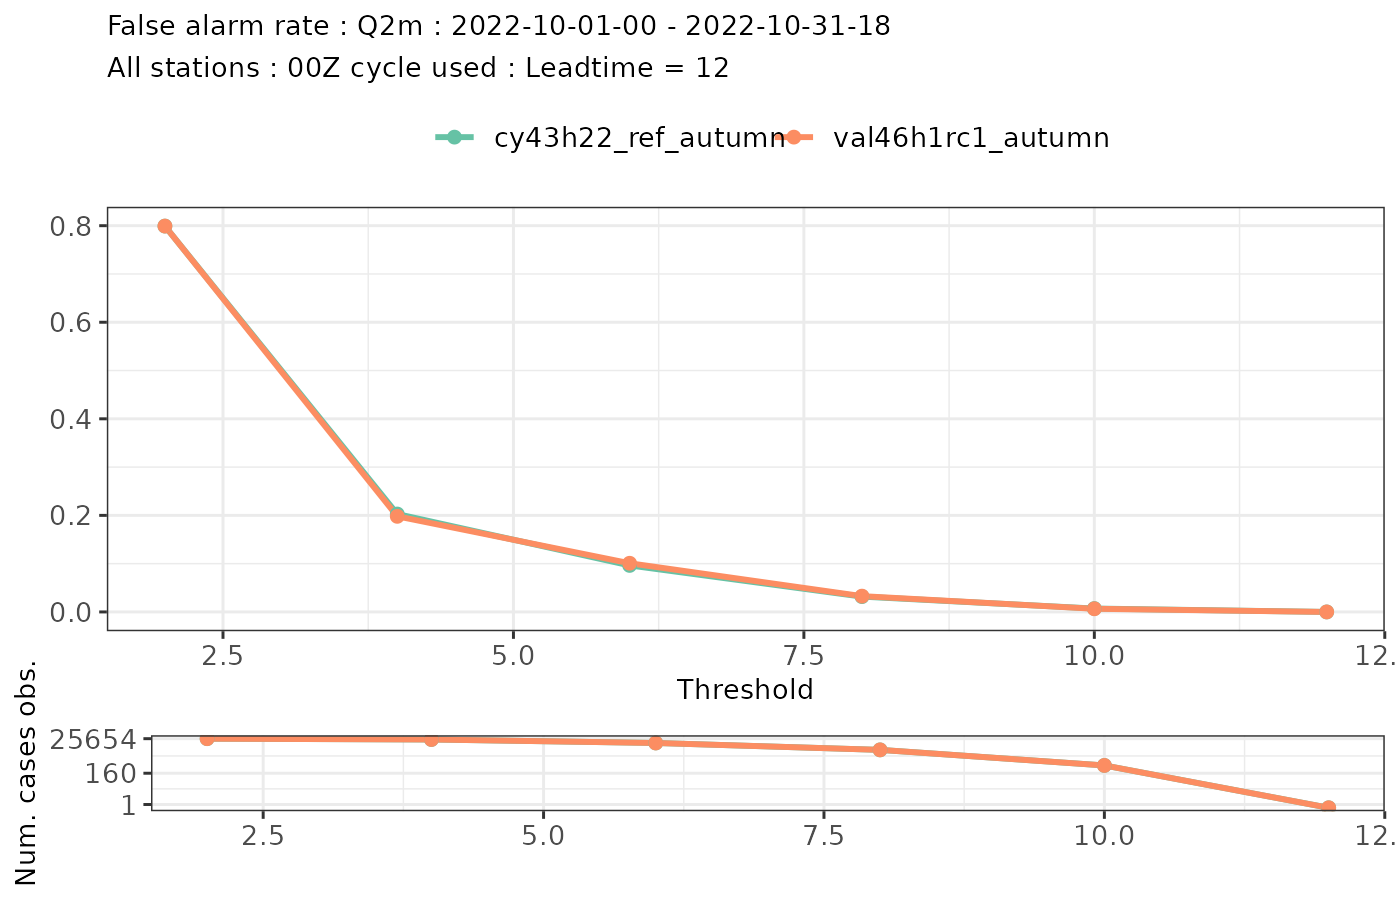 False alarm rate : Q2m : 2022-10-01-00 - 2022-10-31-18
All stations : 00Z cycle used : Leadtime = 12
cy43h22_ref_autumn val46h1rc1_autumn
0.8
0.6
0.4
0.2
0.0
2.5 5.0 7.5 10.0 12.
Threshold
Num. cases obs.
25654
160
1
2.5 5.0 7.5 10.0 12.